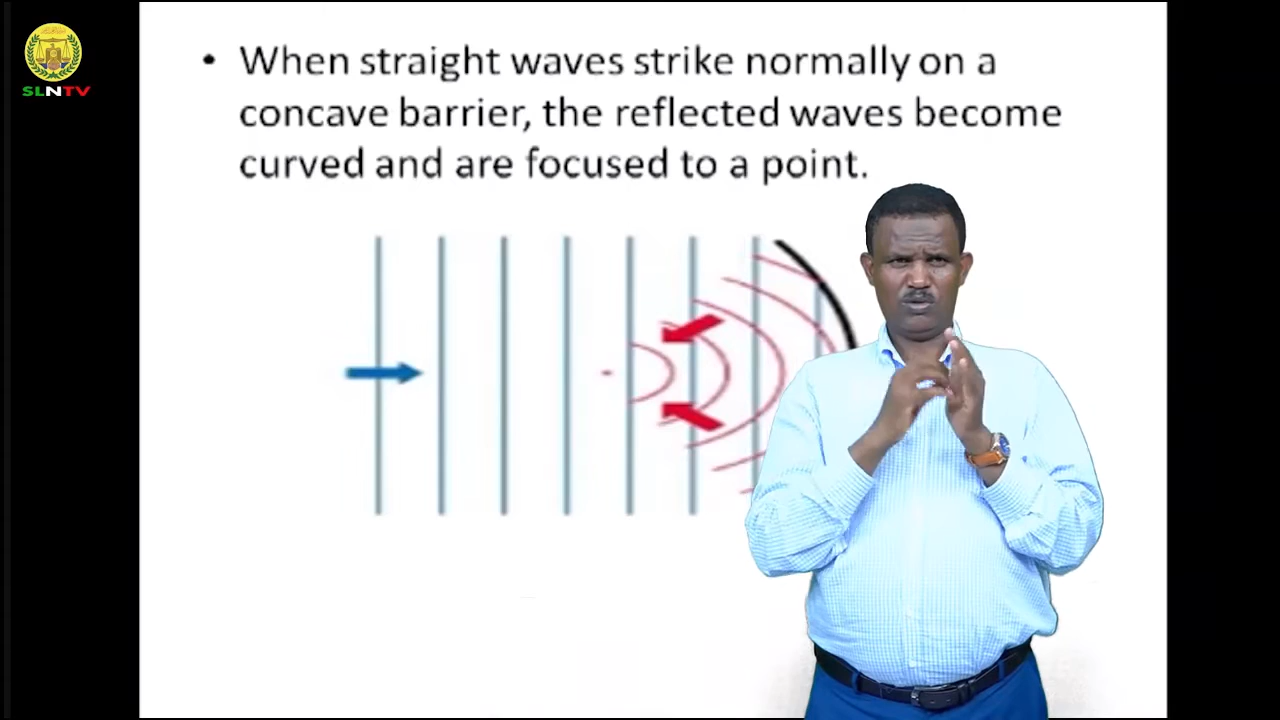 SLNTV
• When straight waves strike normally on a
concave barrier, the reflected waves become
curved and are focused to a point.